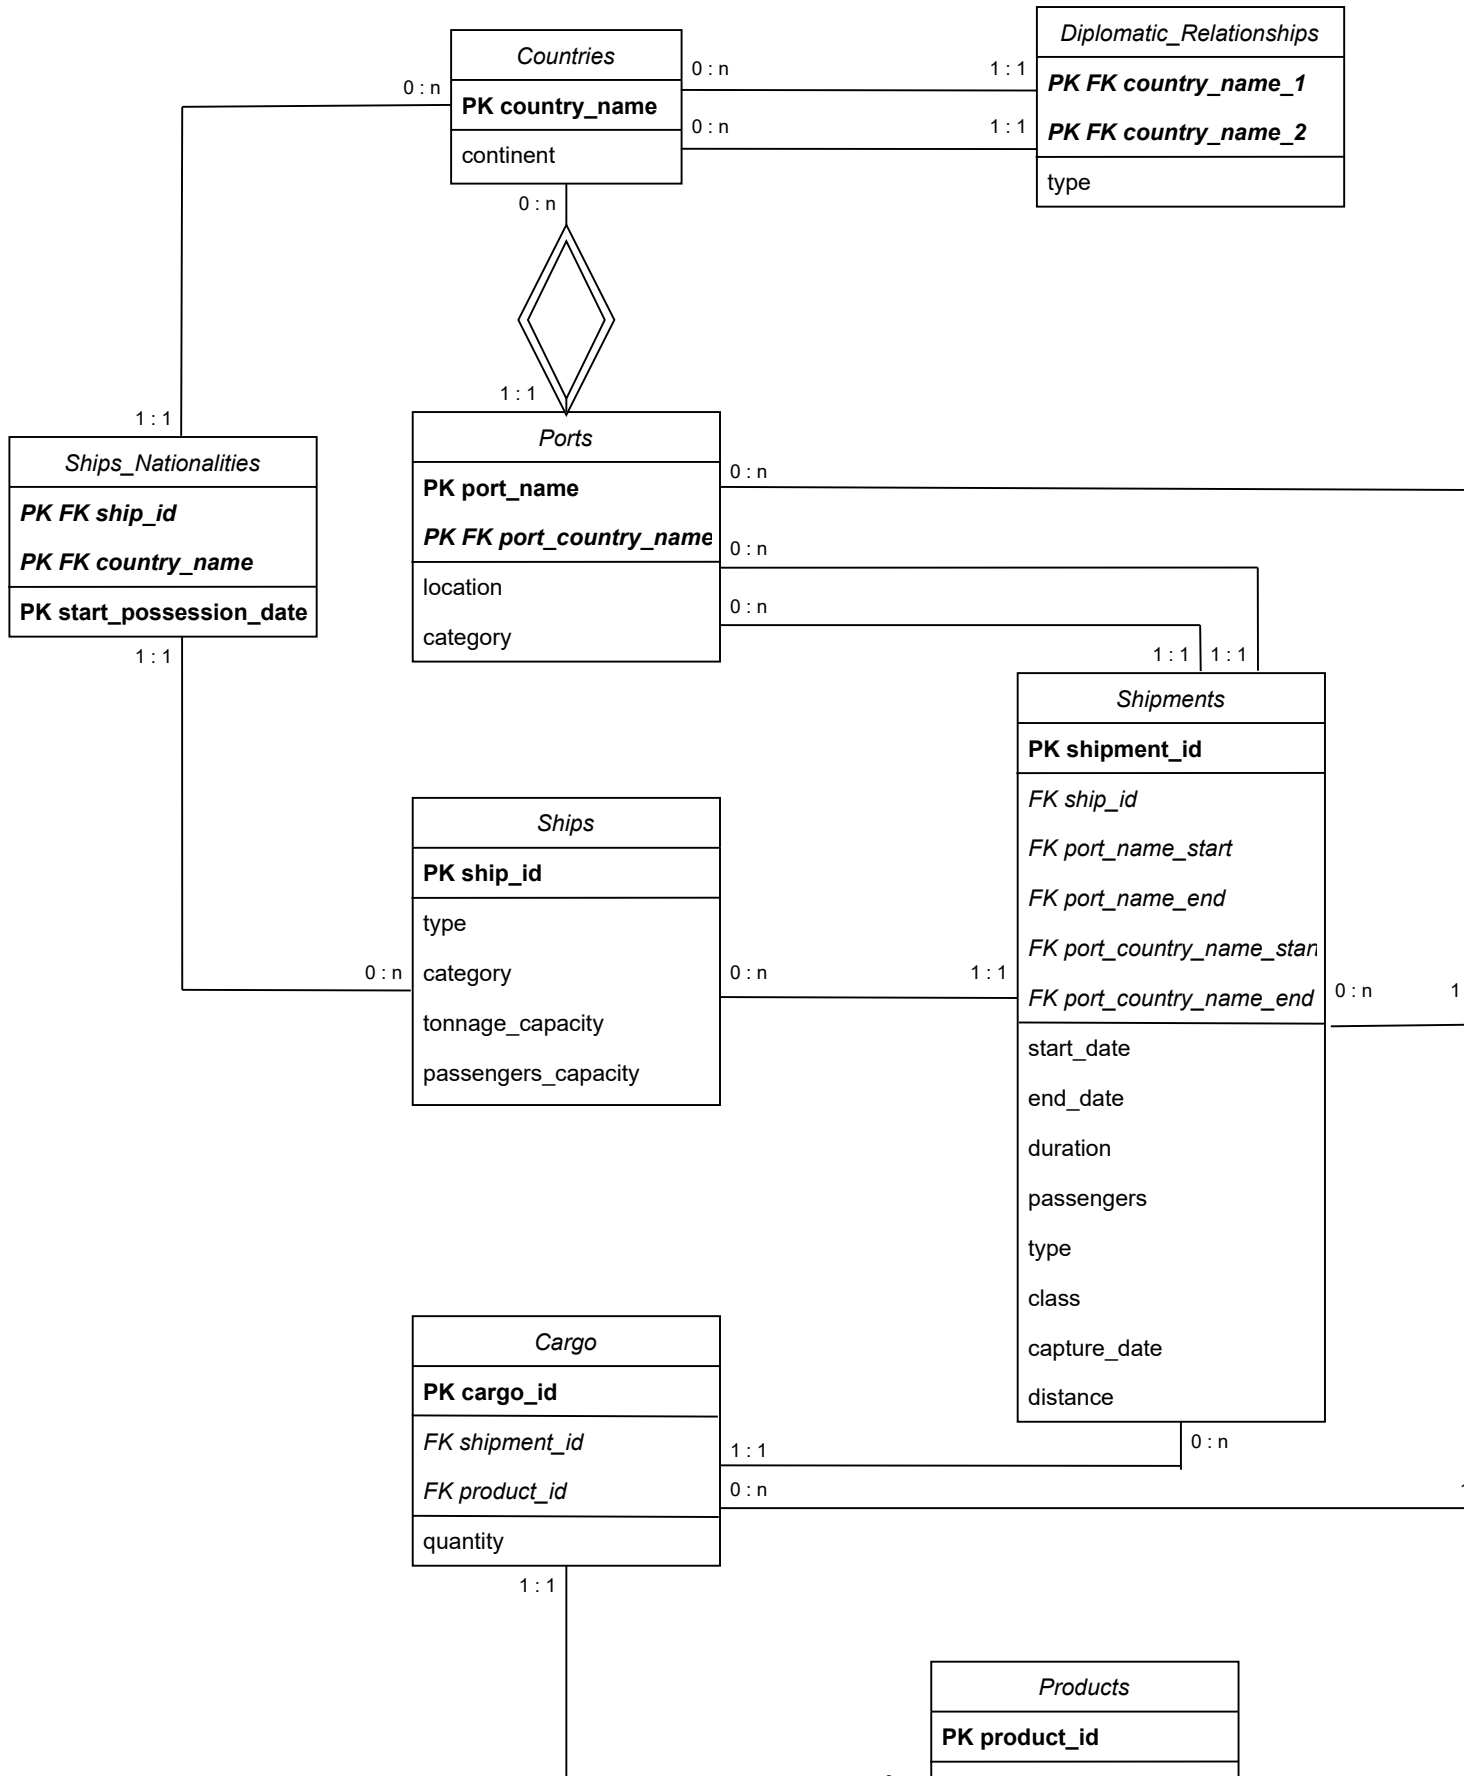 Diplomatic_Relationships
PK FK country_name_1
PK FK country_name_2
type
Countries
PK country_name
continent
0 : n
0 : n
1 : 1
0 : n
1 : 1
0 : n
1 : 1
1 : 1
Ships_Nationalities
PK FK ship_id
PK FK country_name
PK start_possession_date
1 : 1
Ports
PK port_name
PK FK port_country_name
location
category
0 : n
0 : n
0 : n
1 : 1
1 : 1
Shipments
PK shipment_id
FK ship_id
FK port_name_start
FK port_name_end
FK port_country_name_star
FK port_country_name_end
start_date
end_date
duration
passengers
type
class
capture_date
distance
0 : n
1
Ships
PK ship_id
type
category
tonnage_capacity
passengers_capacity
0 : n
0 : n
1 : 1
Cargo
PK cargo_id
FK shipment_id
FK product_id
quantity
1 : 1
0 : n
0 : n
1 : 1
Products
PK product_id